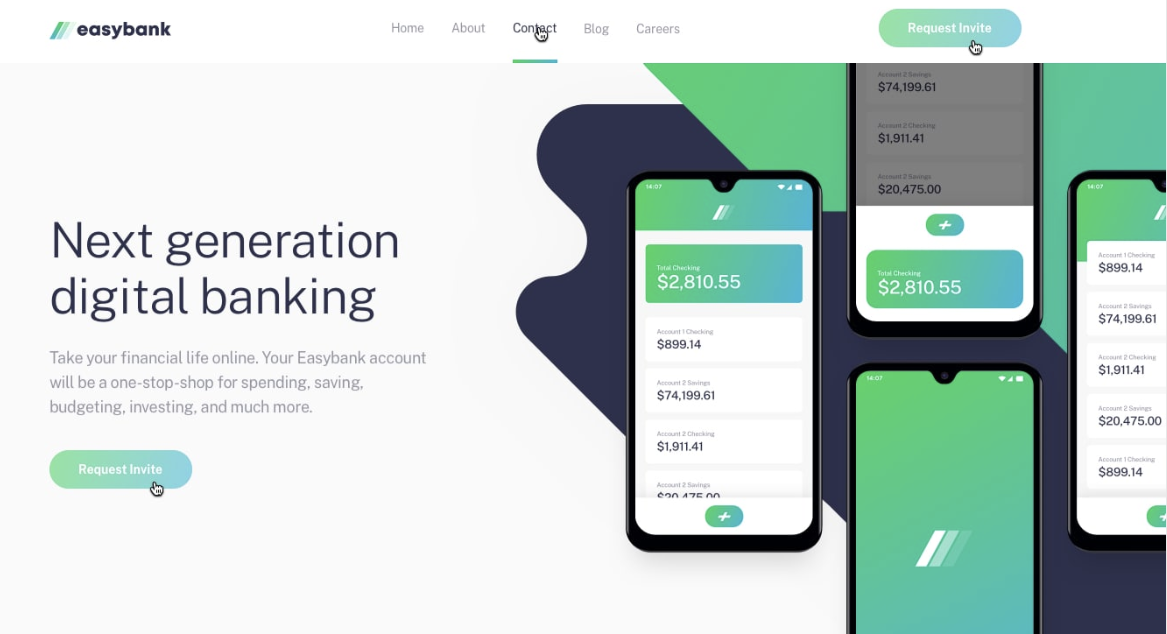 easybank
Home About Contact Blog Careers
Request Invite
Next generation
digital banking
Take your financial life online. Your Easybank account
will be a one-stop-shop for spending, saving,
budgeting, investing, and much more.
Request Invite
14:07
Total Checking
$2,810.55
Account 1 Checking
$899.14
Account 2 Savings
$74,199.61
Account 2 Checking
$1,911.41
Account 2 Savings
$20,475.00
Account 2 Savings
$74,199.61
Account 2 Checking
$1,911.41
Account 2 Savings
$20,475.00
Total Checking
$2,810.55
14:07
14:07
Account 1 Checking
$899.14
Account 2 Savings
$74,199.61
Account 2 Checking
$1,911.41
Account 2 Savings
$20,475.00
Account 1 Checking
$899.14